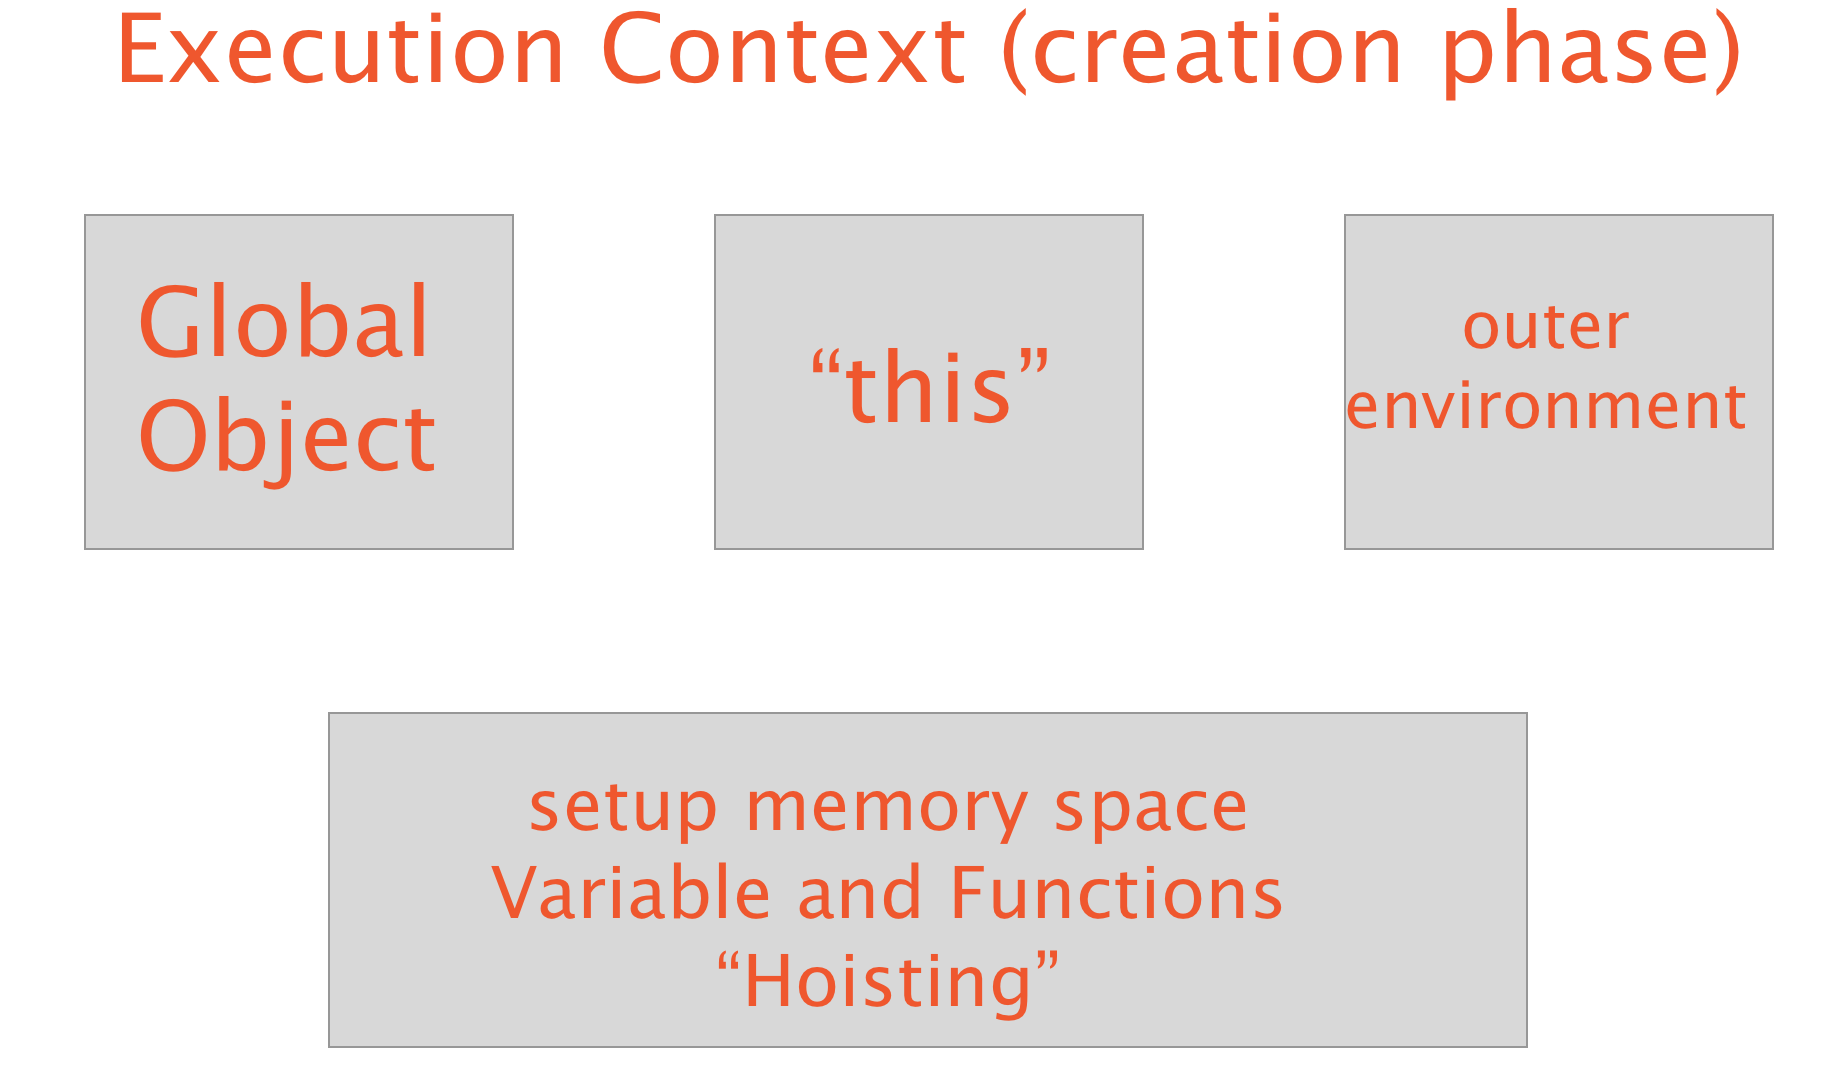 Execution Context (creation phase)
Global
Object
“this”
outer
environment
setup memory space
Variable and Functions
“Hoisting”